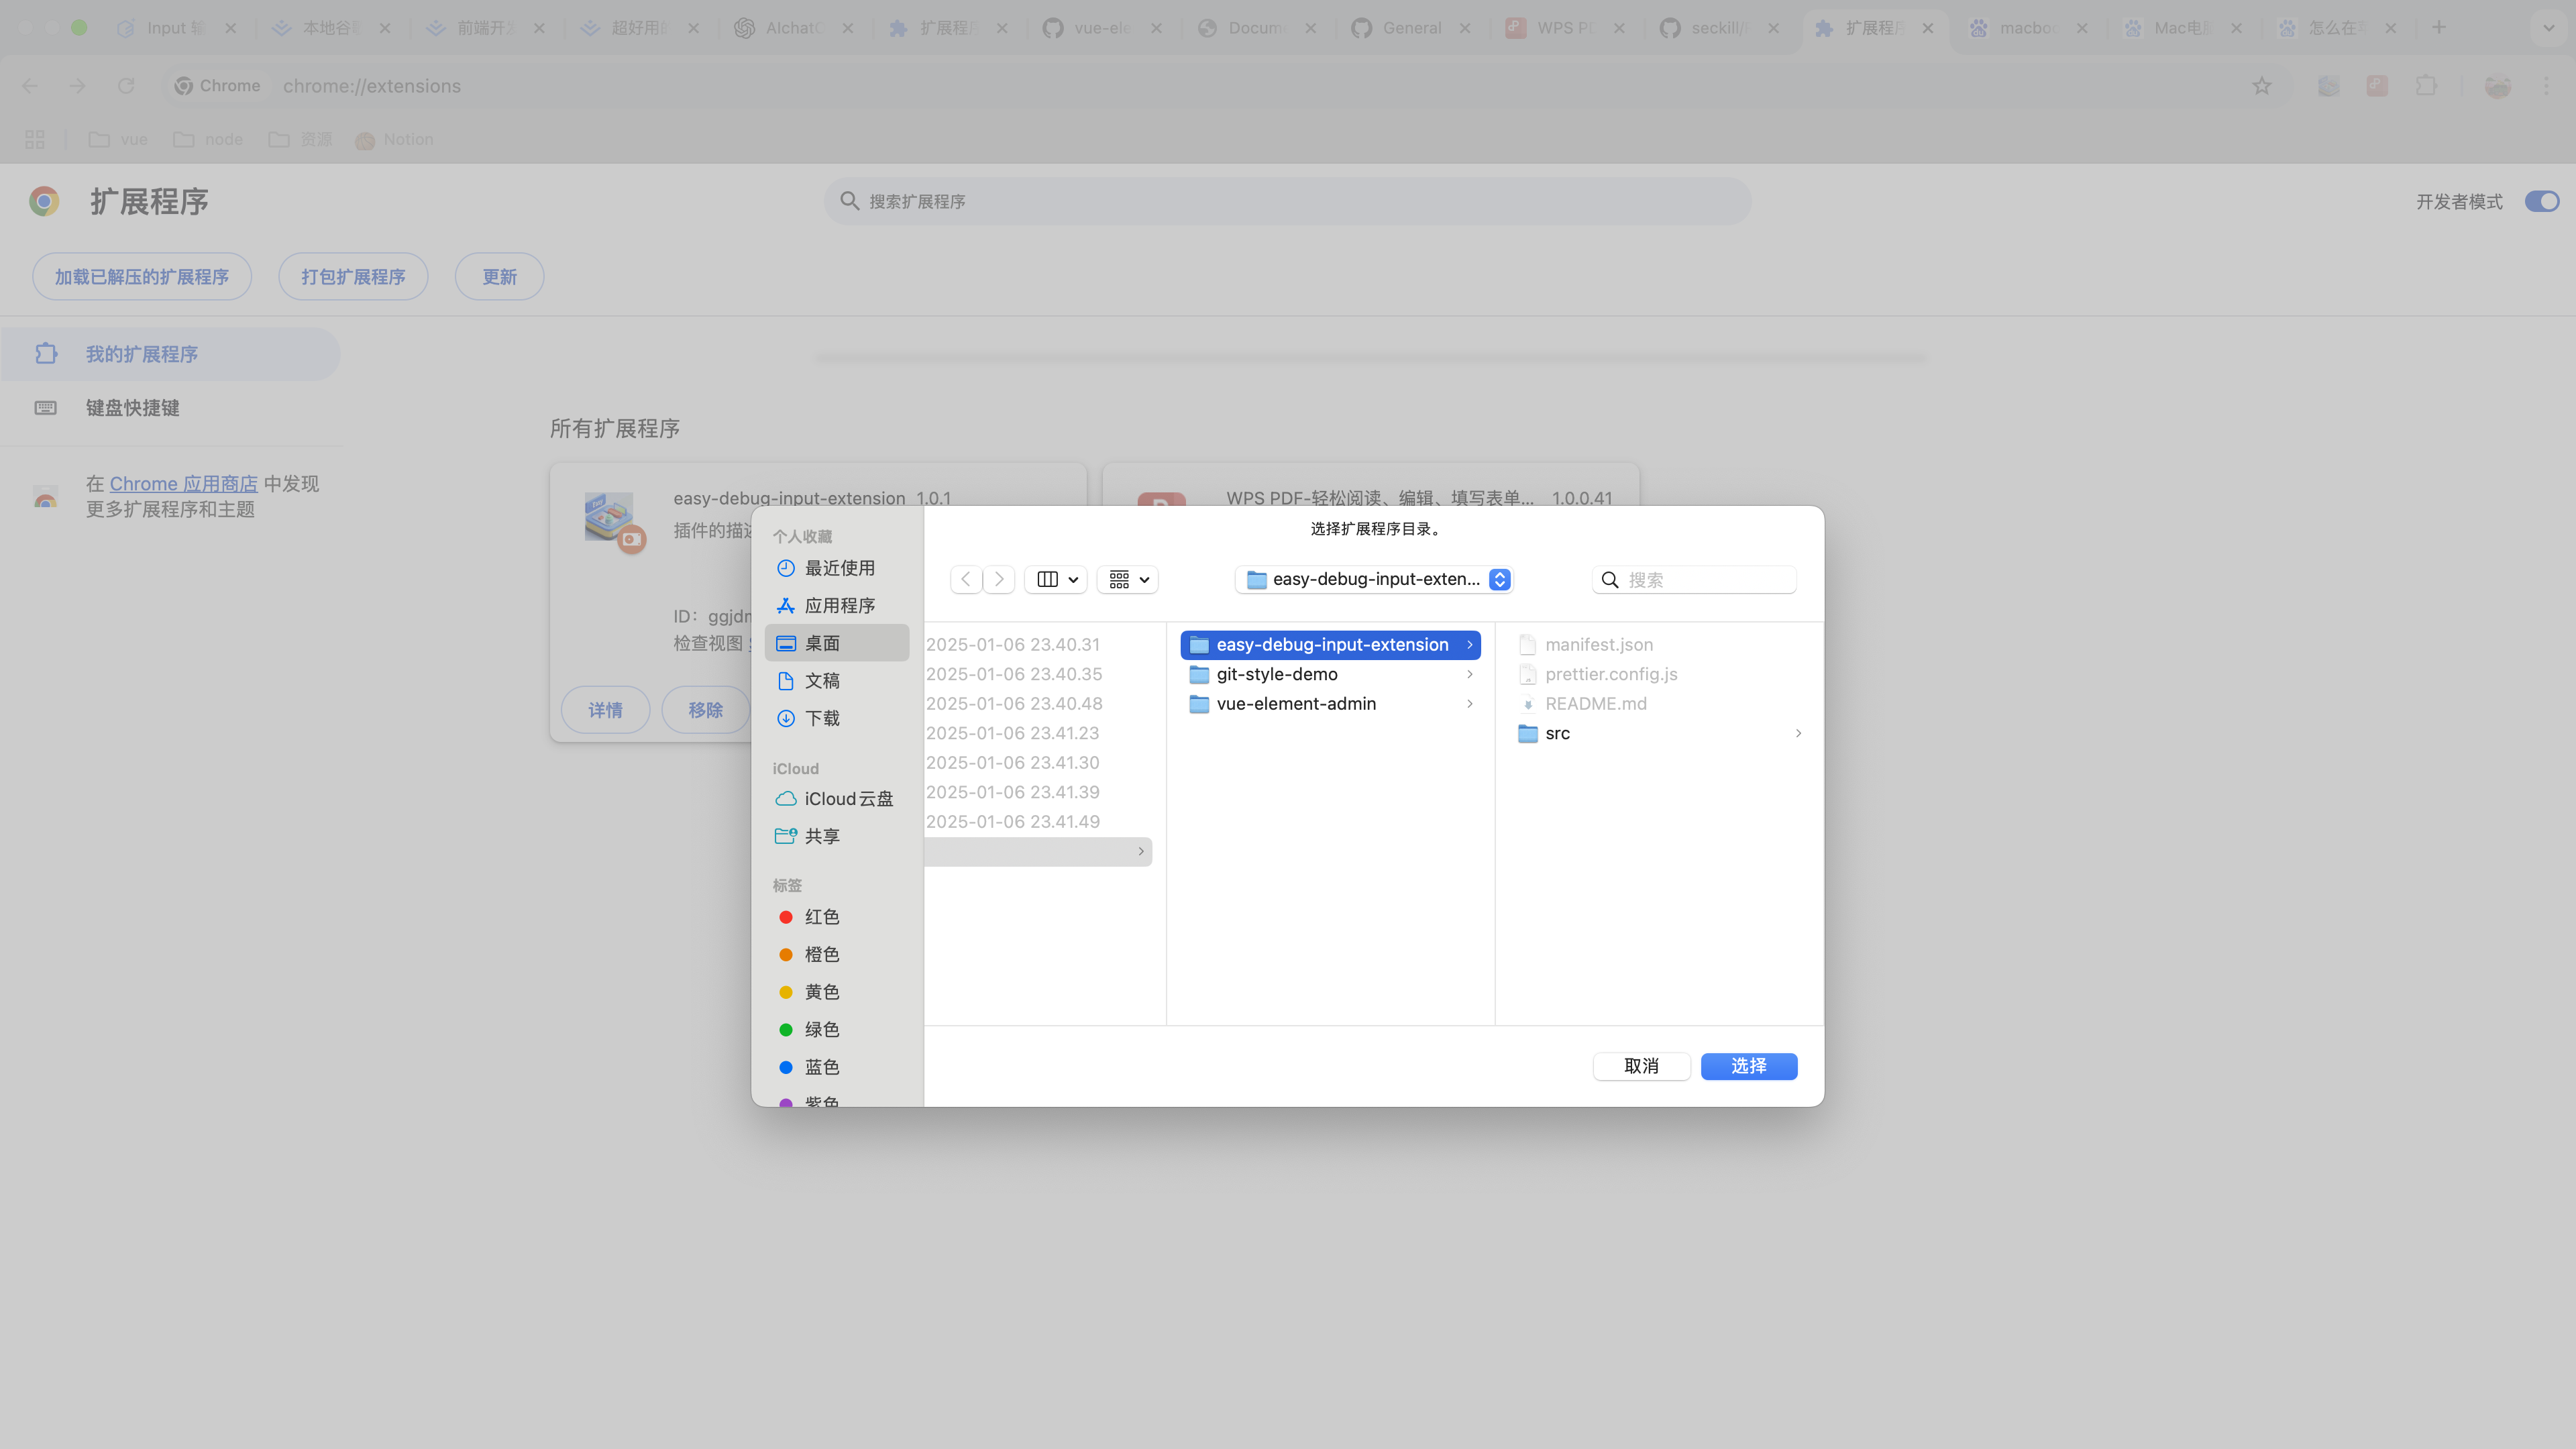 Input 辅
本地谷歌
前端开发
超好用的
AIchatO
扩展程序
vue-ele
Docume
General
WPS PD
seckill/
扩展程序
macboo
Mac电脑
怎么在
Chrome
chrome://extensions
vue
node
资源
Notion
扩展程序
搜索扩展程序
开发者模式
加载已解压的扩展程序
打包扩展程序
更新
我的扩展程序
键盘快捷键
在 Chrome 应用商店 中发现
更多扩展程序和主题
所有扩展程序
easy-debug-input-extension 1.0.1
插件的描述
ID：ggjdn
检查视图
详情
移除
WPS PDF-轻松阅读、编辑、填写表单... 1.0.0.41
选择扩展程序目录。
easy-debug-input-exten...
搜索
个人收藏
最近使用
应用程序
桌面
文稿
下载
iCloud
iCloud云盘
共享
标签
红色
橙色
黄色
绿色
蓝色
紫色
2025-01-06 23.40.31
2025-01-06 23.40.35
2025-01-06 23.40.48
2025-01-06 23.41.23
2025-01-06 23.41.30
2025-01-06 23.41.39
2025-01-06 23.41.49
easy-debug-input-extension
git-style-demo
vue-element-admin
manifest.json
prettier.config.js
README.md
src
取消
选择